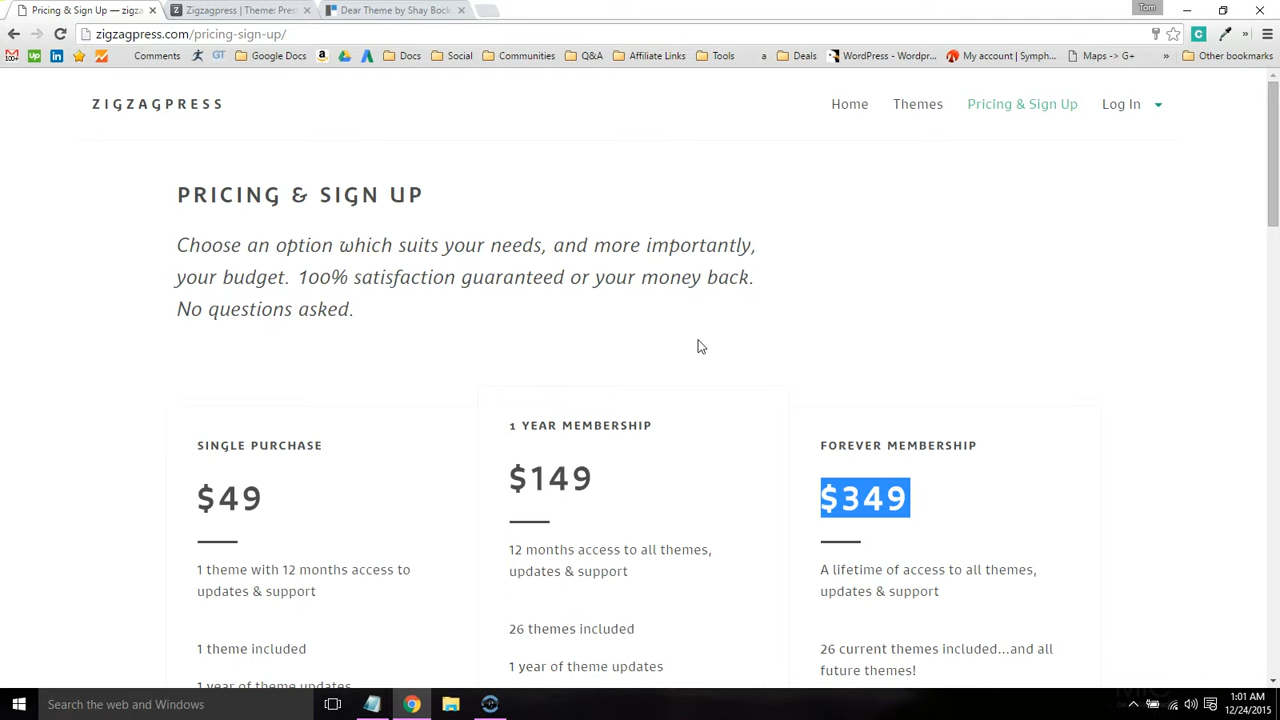 Pricing & Sign Up — zigza
Zigzagpress | Theme: Pres
Dear Theme by Shay Bock
Tom
zigzagpress.com/pricing-sign-up/
Comments
GT
Google Docs
Docs
Social
Communities
Q&A
Affiliate Links
Tools
a
Deals
WordPress - Wordpr...
My account | Symph...
Maps -> G+
»
Other bookmarks
ZIGZAGPRESS
Home
Themes
Pricing & Sign Up
Log In
PRICING & SIGN UP
Choose an option which suits your needs, and more importantly,
your budget. 100% satisfaction guaranteed or your money back.
No questions asked.
SINGLE PURCHASE
$49
1 theme with 12 months access to
updates & support
1 theme included
1 year of theme updates
1 YEAR MEMBERSHIP
$149
12 months access to all themes,
updates & support
26 themes included
1 year of theme updates
FOREVER MEMBERSHIP
$349
A lifetime of access to all themes,
updates & support
26 current themes included...and all
future themes!
Search the web and Windows
1:01 AM
12/24/2015